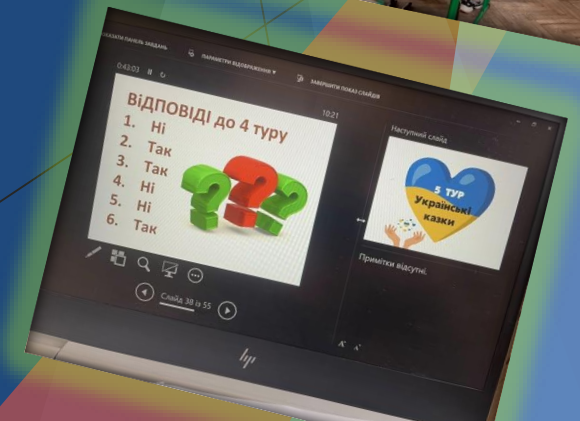 ПОКАЗАТИ ПАНЕЛЬ ЗАВДАНЬ
ПАРАМЕТРИ ВІДОБРАЖЕННЯ ▼
ЗАВЕРШИТИ ПОКАЗ СЛАЙДІВ
0:43:03
10:21
ВіДПОВІДІ до 4 туру
1. Ні
2. Так
3. Так
4. Ні
5. Ні
6. Так
Слайд 38 із 55
Наступний слайд
5 ТУР
Українські
казки
Примітки відсутні.
hp